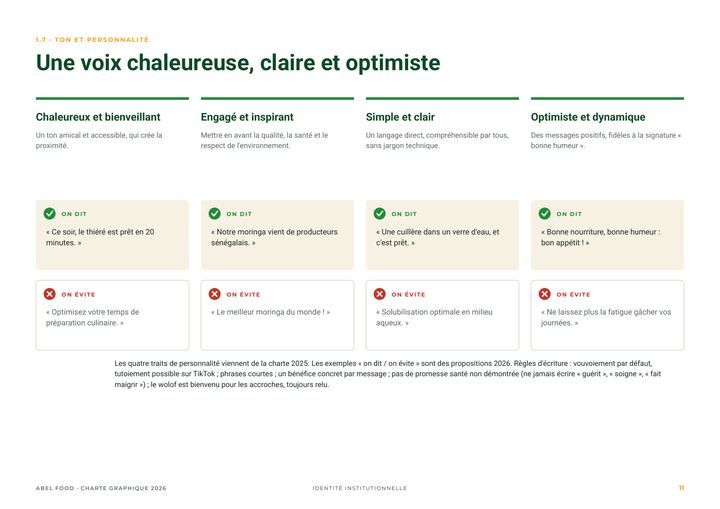 1.7 - TON ET PERSONNALITÉ
Une voix chaleureuse, claire et optimiste
Chaleureux et bienveillant
Un ton amical et accessible, qui crée la
proximité.
Engagé et inspirant
Mettre en avant la qualité, la santé et le
respect de l'environnement.
Simple et clair
Un langage direct, compréhensible par tous,
sans jargon technique.
Optimiste et dynamique
Des messages positifs, fidèles à la signature «
bonne humeur ».
ON DIT
« Ce soir, le thiéré est prêt en 20
minutes. »
ON DIT
« Notre moringa vient de producteurs
sénégalais. »
ON DIT
« Une cuillère dans un verre d'eau, et
c'est prêt. »
ON DIT
« Bonne nourriture, bonne humeur :
bon appétit ! »
ON ÉVITE
« Optimisez votre temps de
préparation culinaire. »
ON ÉVITE
« Le meilleur moringa du monde ! »
ON ÉVITE
« Solubilisation optimale en milieu
aqueux. »
ON ÉVITE
« Ne laissez plus la fatigue gâcher vos
journées. »
Les quatre traits de personnalité viennent de la charte 2025. Les exemples « on dit / on évite » sont des propositions 2026. Règles d'écriture : vouvoiement par défaut,
tutoiement possible sur TikTok ; phrases courtes ; un bénéfice concret par message ; pas de promesse santé non démontrée (ne jamais écrire « guérit », « soigne », « fait
maigrir ») ; le wolof est bienvenu pour les accroches, toujours relu.
ABEL FOOD - CHARTE GRAPHIQUE 2026
IDENTITÉ INSTITUTIONNELLE
11